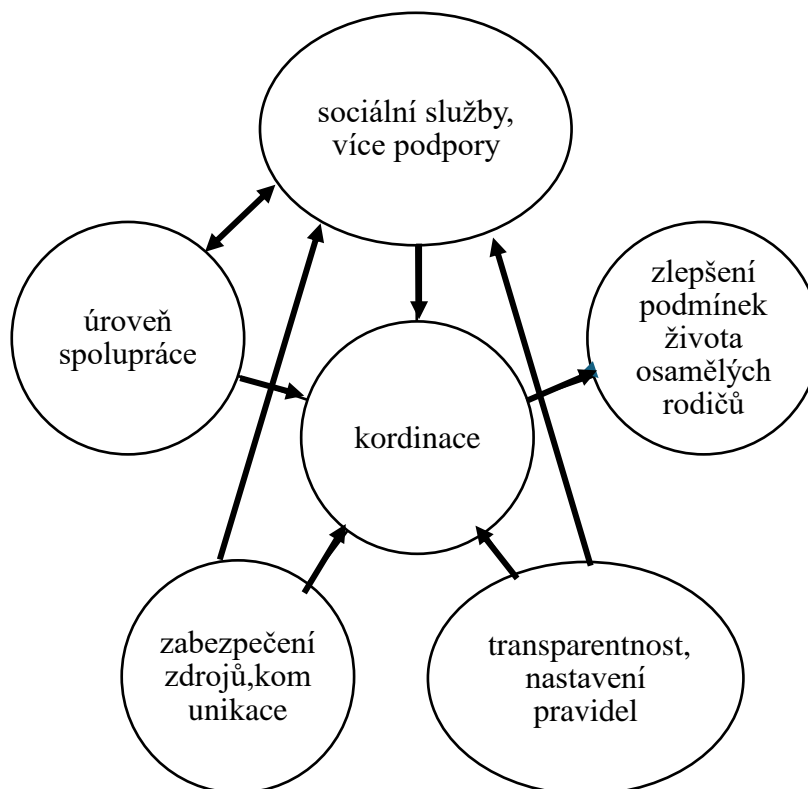 sociální služby,
více podpory
úroveň
spolupráce
zlepšení
podmínek
života
osamělých
rodičů
kordinace
zabezpečení
zdrojů,kom
unikace
transparentnost,
nastavení
pravidel